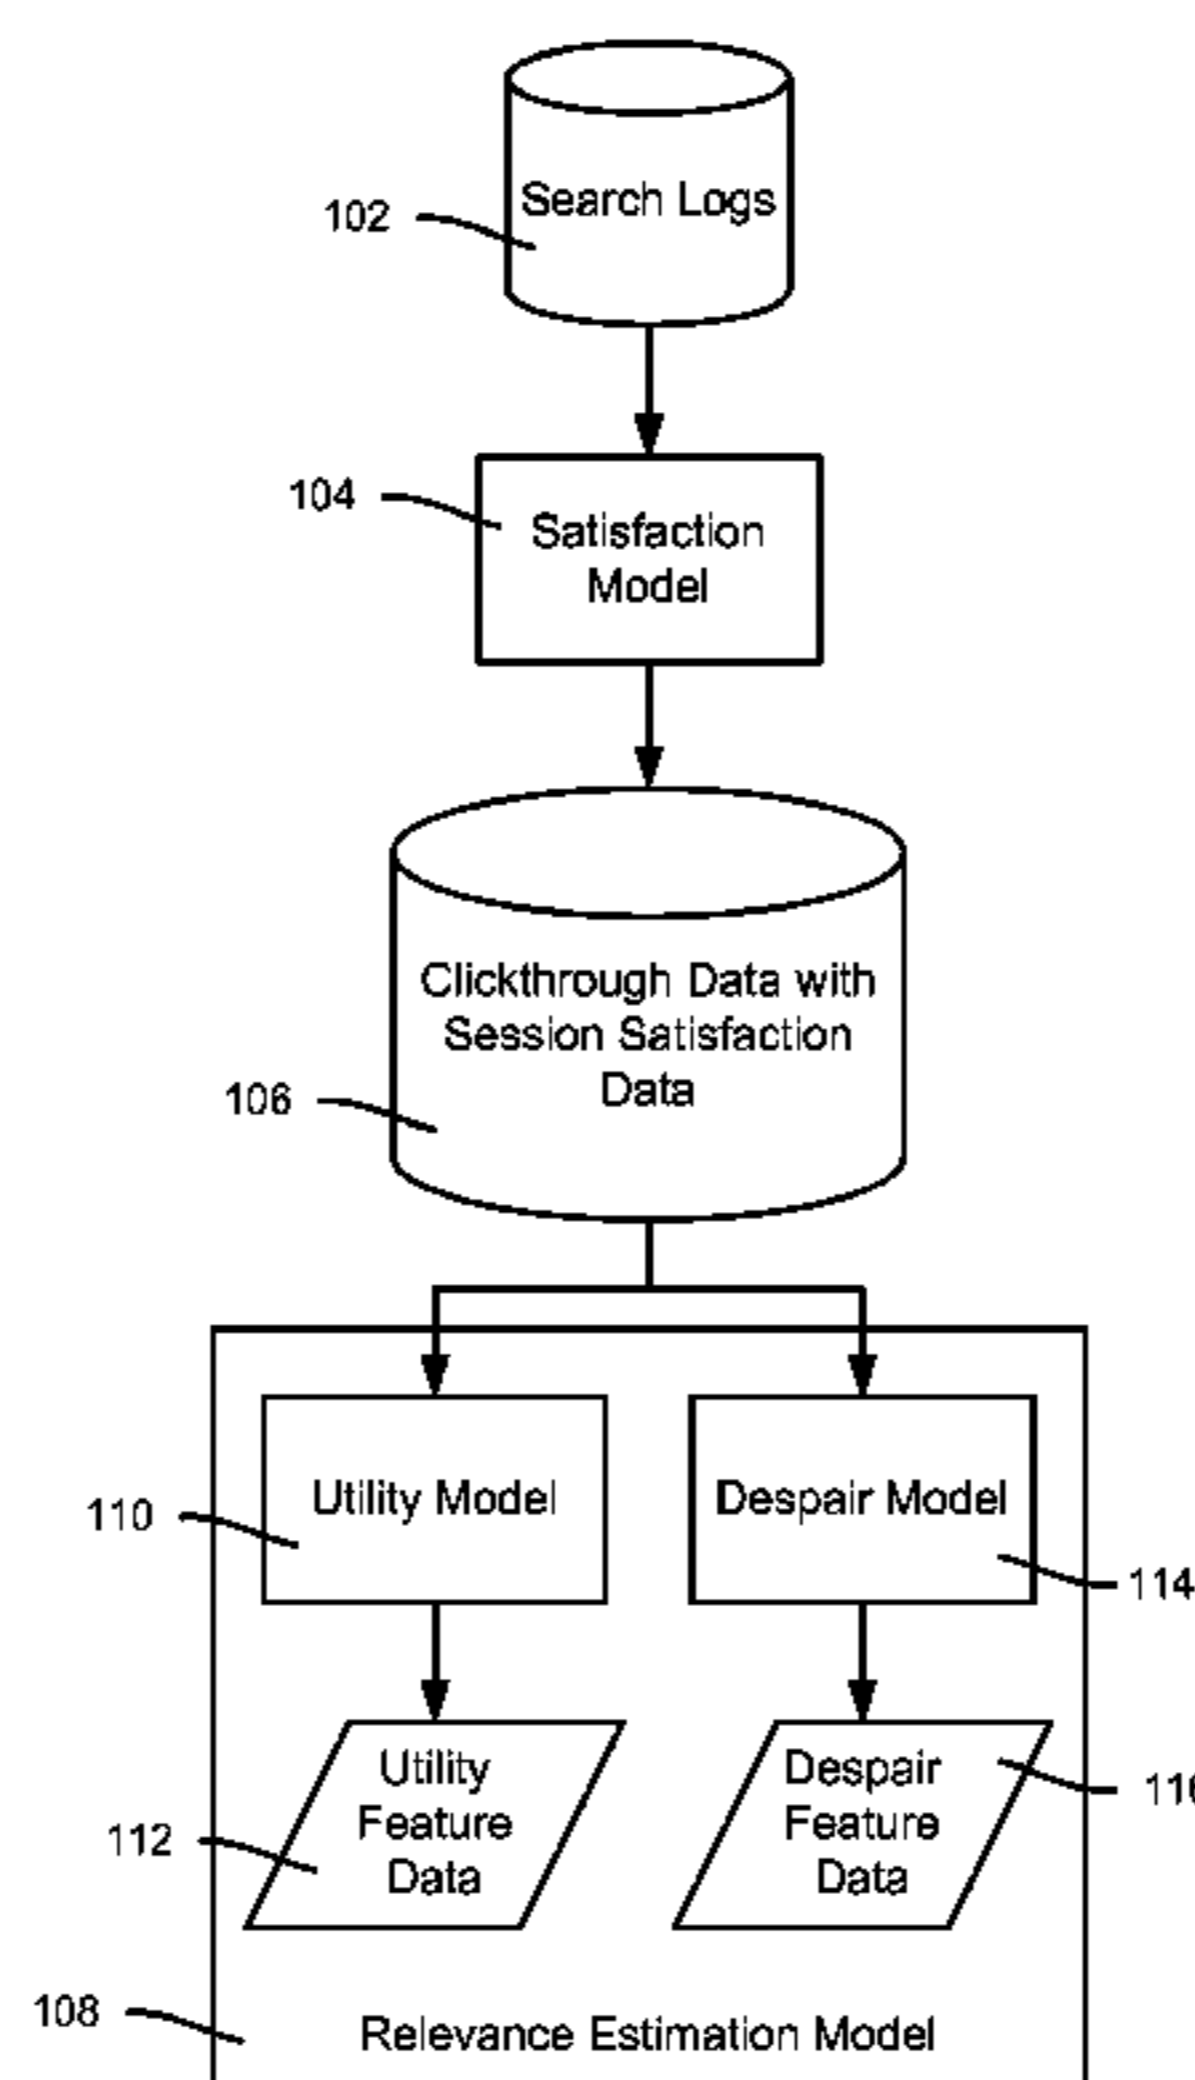 Search Logs
102
104
Satisfaction
Model
Clickthrough Data with
Session Satisfaction
Data
106
Utility Model
110
Despair Model
114
Utility
Feature
Data
112
Despair
Feature
Data
116
108
Relevance Estimation Model